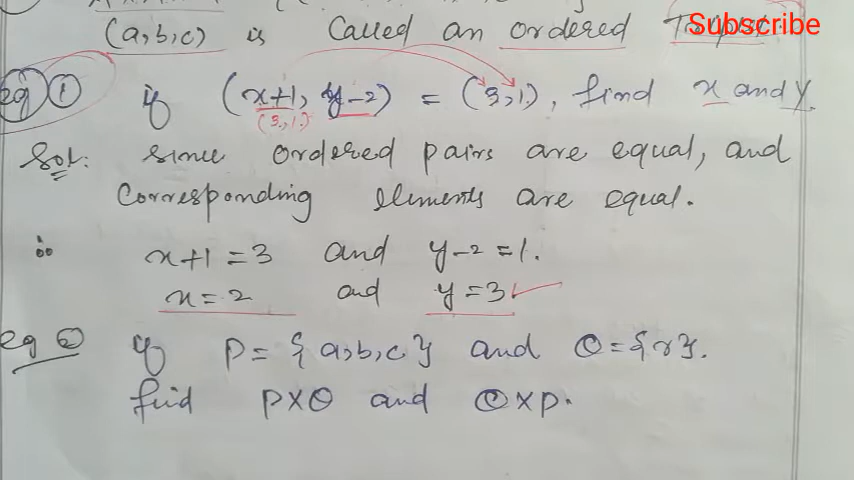 (a,b,c) is called an ordered Triplet.
Subscribe
eg ① if (x+1, y-2) = (3,1), find x and y
(3,1)
Sol: since ordered pairs are equal, and
corresponding elements are equal.
∴ x+1 = 3 and y-2 = 1.
x = 2 and y = 3 ✓
eg ② if P = {a,b,c} and Q = {r}.
find P×Q and Q×P.